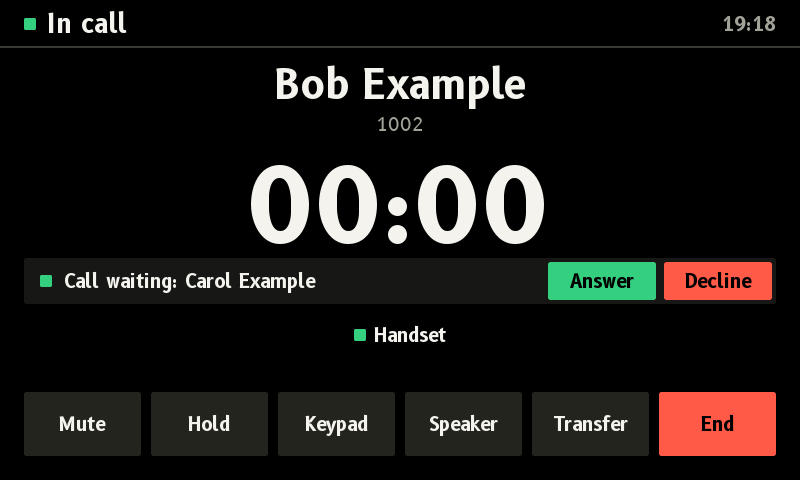 In call 19:18
Bob Example
1002
00:00
Call waiting: Carol Example Answer Decline
Handset
Mute Hold Keypad Speaker Transfer End